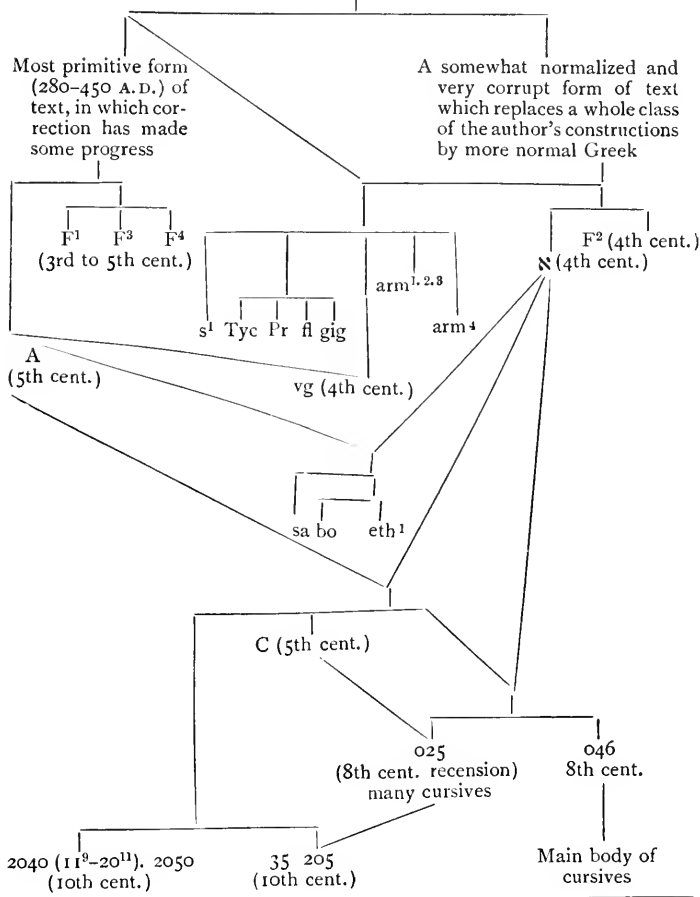 Most primitive form
(280–450 A.D.) of
text, in which cor-
rection has made
some progress
A somewhat normalized and
very corrupt form of text
which replaces a whole class
of the author's constructions
by more normal Greek
F¹ F³ F⁴
(3rd to 5th cent.)
F² (4th cent.)
ℵ (4th cent.)
arm¹·²·³
s¹ Tyc Pr fl gig
arm⁴
A
(5th cent.)
vg (4th cent.)
sa bo eth¹
C (5th cent.)
025
(8th cent. recension)
many cursives
046
8th cent.
2040 (11⁹–20¹¹). 2050
(10th cent.)
35 205
(10th cent.)
Main body of
cursives